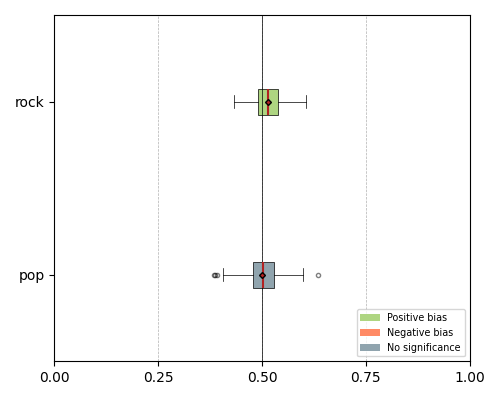 rock
pop
Positive bias
Negative bias
No significance
0.00 0.25 0.50 0.75 1.00